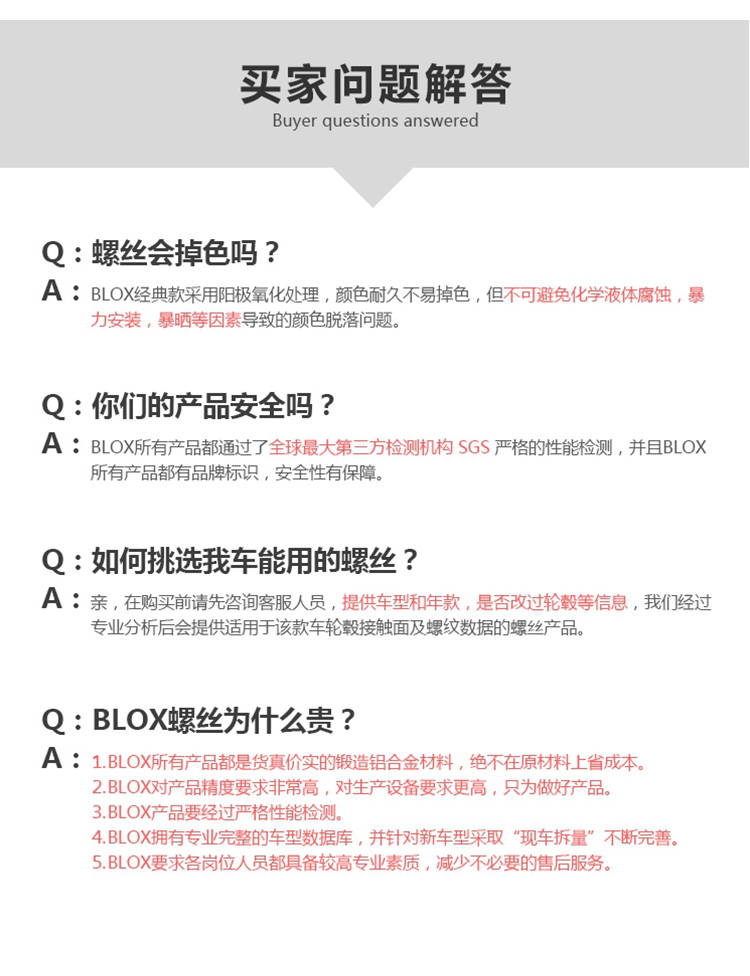 买家问题解答
Buyer questions answered
Q：螺丝会掉色吗？
A：BLOX经典款采用阳极氧化处理，颜色耐久不易掉色，但不可避免化学液体腐蚀，暴
力安装，暴晒等因素导致的颜色脱落问题。
Q：你们的产品安全吗？
A：BLOX所有产品都通过了全球最大第三方检测机构 SGS 严格的性能检测，并且BLOX
所有产品都有品牌标识，安全性有保障。
Q：如何挑选我车能用的螺丝？
A：亲，在购买前请先咨询客服人员，提供车型和年款，是否改过轮毂等信息，我们经过
专业分析后会提供适用于该款车轮毂接触面及螺纹数据的螺丝产品。
Q：BLOX螺丝为什么贵？
A：1.BLOX所有产品都是货真价实的锻造铝合金材料，绝不在原材料上省成本。
2.BLOX对产品精度要求非常高，对生产设备要求更高，只为做好产品。
3.BLOX产品要经过严格性能检测。
4.BLOX拥有专业完整的车型数据库，并针对新车型采取“现车拆量”不断完善。
5.BLOX要求各岗位人员都具备较高专业素质，减少不必要的售后服务。